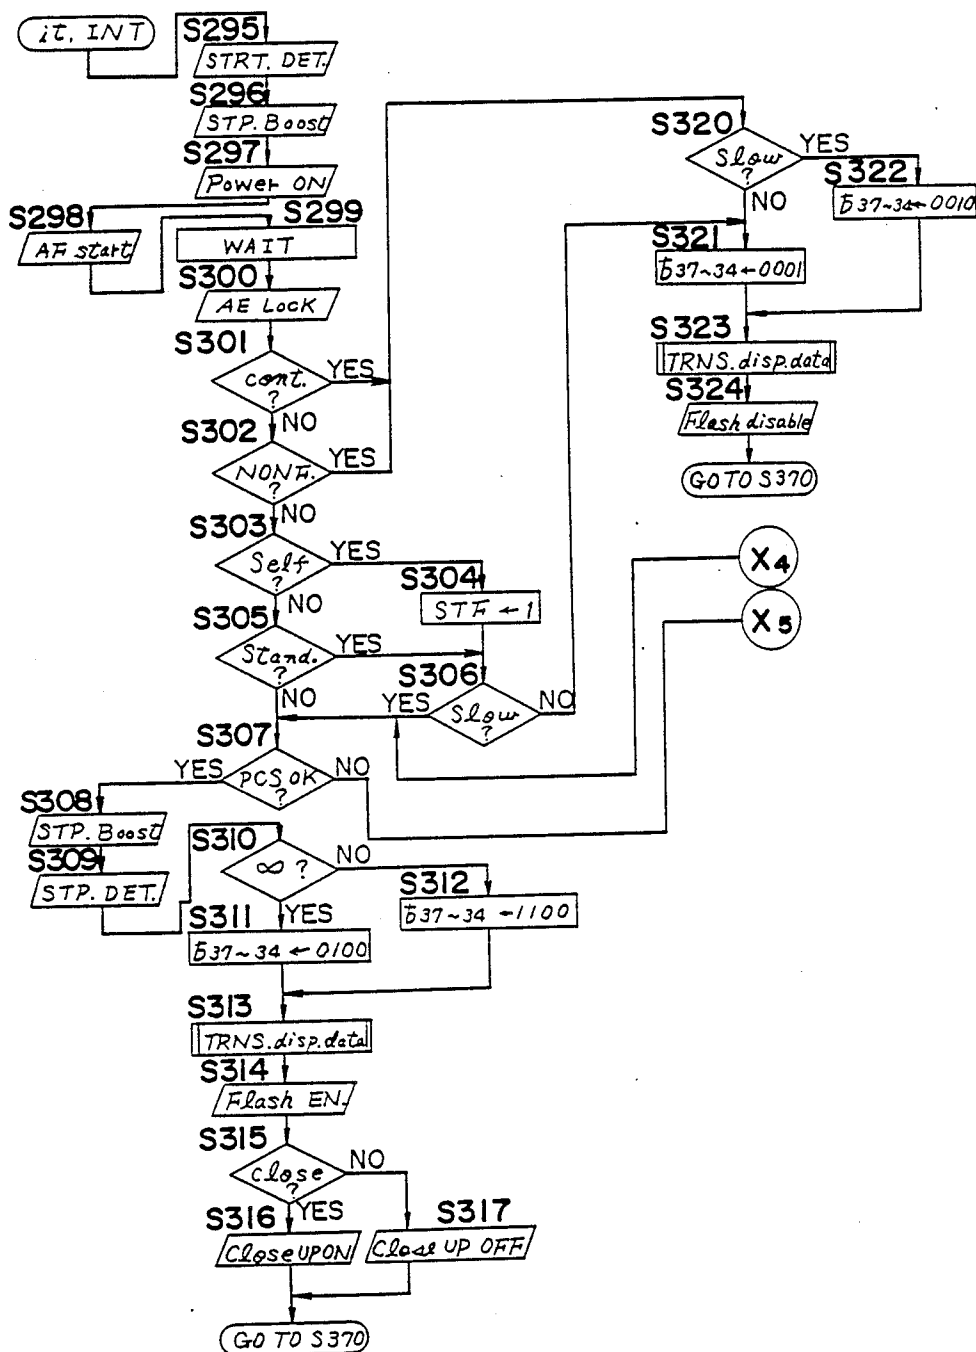 it. INT
S295
STRT. DET.
S296
STP. Boost
S297
Power ON
S298
AF start
S299
WAIT
S300
AE Lock
S301
cont.
?
YES
NO
S302
NONF.
?
YES
NO
S303
Self
?
YES
NO
S304
STF ← 1
S305
Stand.
?
YES
NO
S306
Slow
?
YES
NO
S307
PCS OK
?
YES
NO
S308
STP. Boost
S309
STP. DET.
S310
∞ ?
NO
YES
S311
b37~34 ← 0100
S312
b37~34 ← 1100
S313
TRNS. disp. data
S314
Flash EN.
S315
close
?
NO
YES
S316
Close UP ON
S317
Close UP OFF
GO TO S370
S320
Slow
?
YES
NO
S321
b37~34 ← 0001
S322
b37~34 ← 0010
S323
TRNS. disp. data
S324
Flash disable
GO TO S370
X4
X5